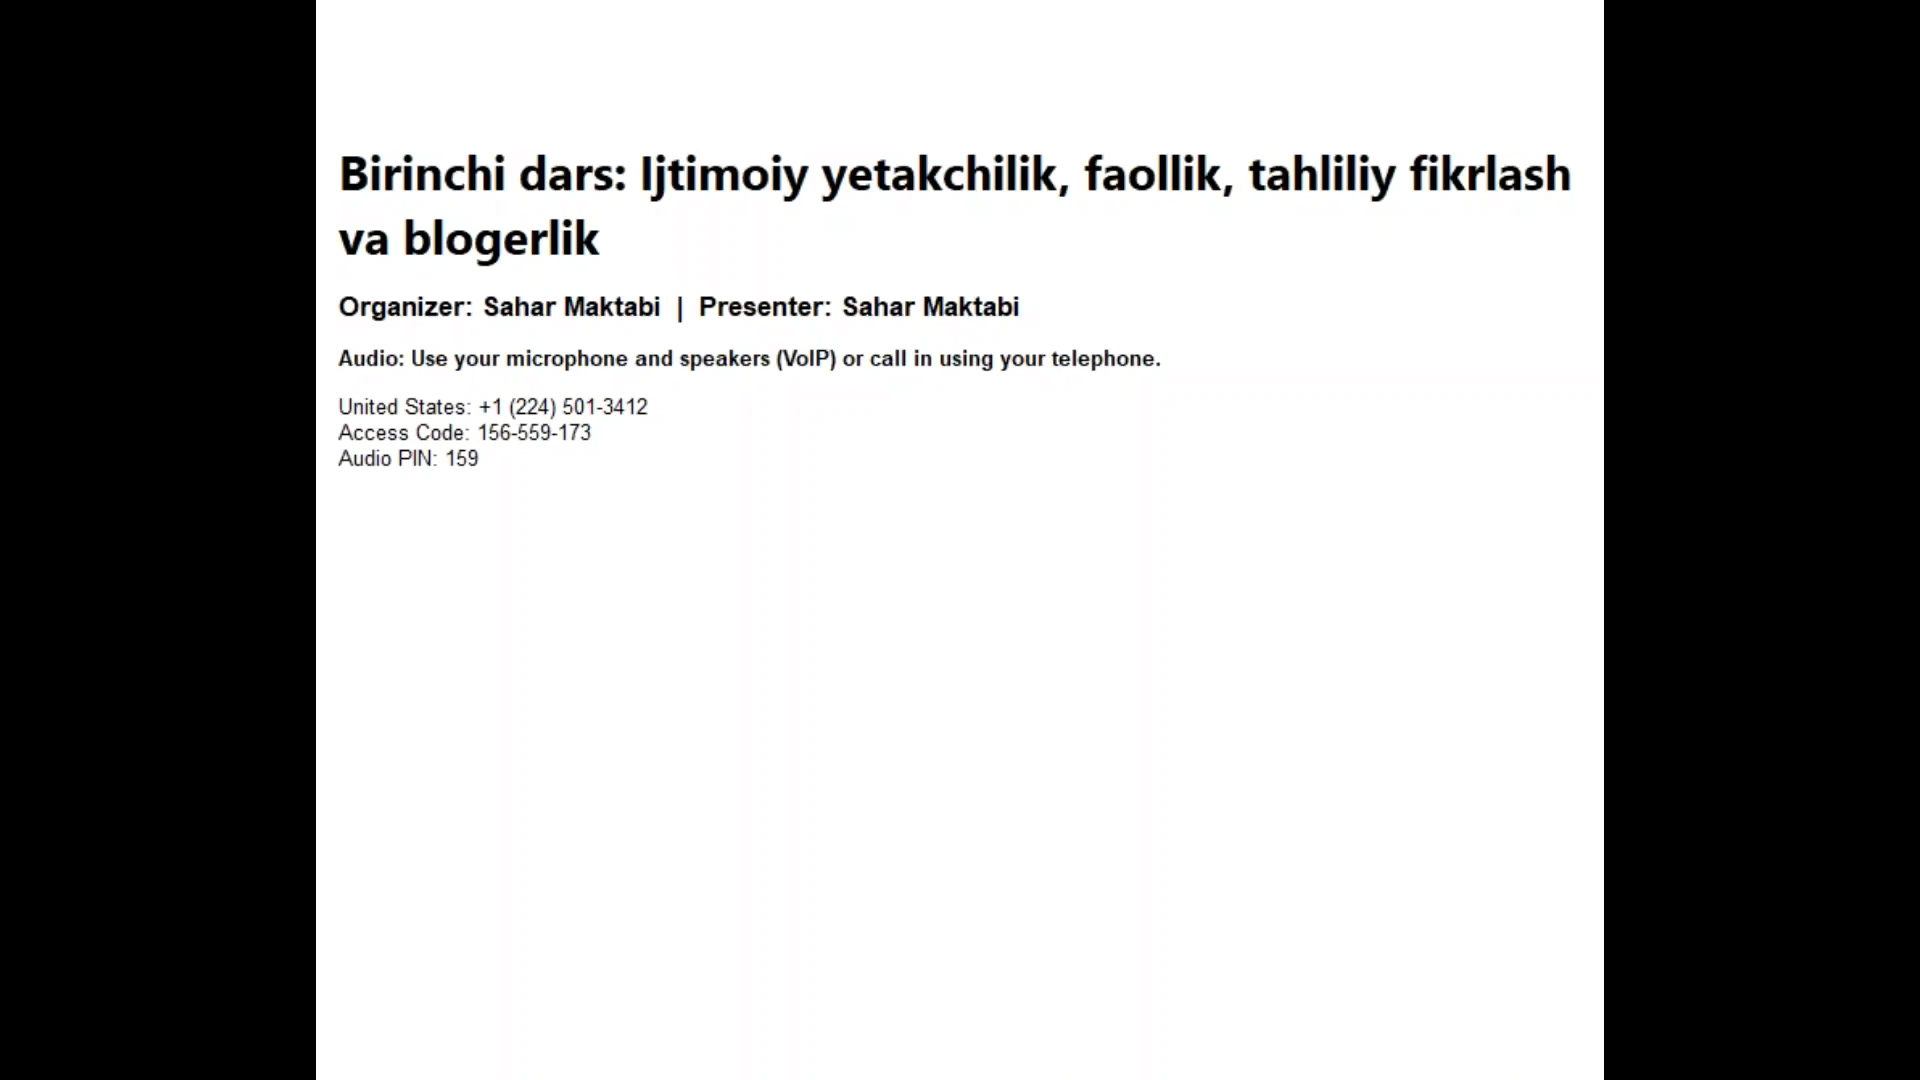 Birinchi dars: Ijtimoiy yetakchilik, faollik, tahliliy fikrlash
va blogerlik
Organizer: Sahar Maktabi | Presenter: Sahar Maktabi
Audio: Use your microphone and speakers (VoIP) or call in using your telephone.
United States: +1 (224) 501-3412
Access Code: 156-559-173
Audio PIN: 159